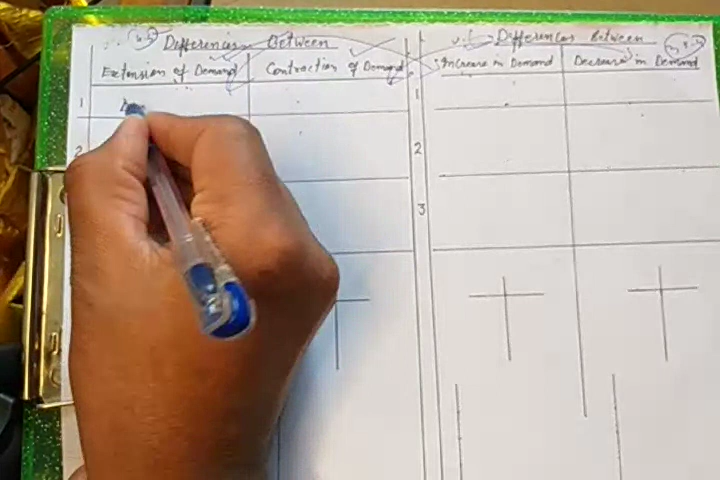 Differences Between
Extension of Demand Contraction of Demand
1
2
Differences Between
Increase in Demand Decrease in Demand
1
2
3